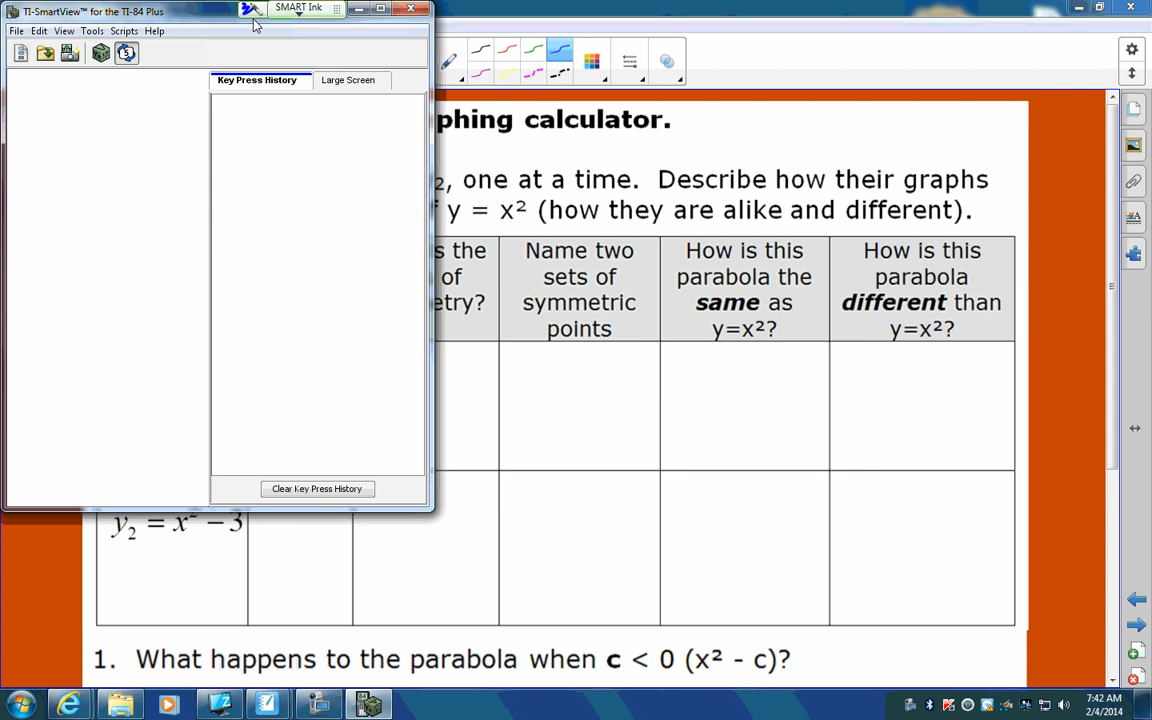 TI-SmartView™ for the TI-84 Plus
SMART Ink
File Edit View Tools Scripts Help
Key Press History
Large Screen
Clear Key Press History
phing calculator.
2, one at a time. Describe how their graphs
y = x² (how they are alike and different).
s the
of
etry?
Name two
sets of
symmetric
points
How is this
parabola the
same as
y=x²?
How is this
parabola
different than
y=x²?
y₂ = x² − 3
1. What happens to the parabola when c < 0 (x² - c)?
7:42 AM
2/4/2014